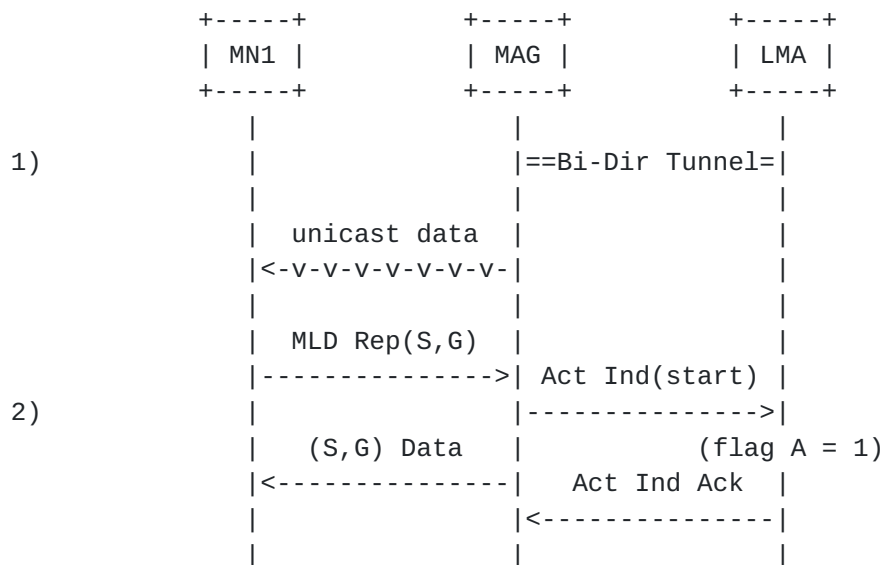 +-----+          +-----+          +-----+
| MN1 |          | MAG |          | LMA |
+-----+          +-----+          +-----+
|                |                |
1)               |                |==Bi-Dir Tunnel=|
|                |                |
|  unicast data  |                |
|<-v-v-v-v-v-v-v-|                |
|                |                |
|  MLD Rep(S,G)  |                |
|--------------->| Act Ind(start) |
2)               |                |--------------->|
|   (S,G) Data   |           (flag A = 1)
|<---------------|   Act Ind Ack  |
|                |<---------------|
|                |                |